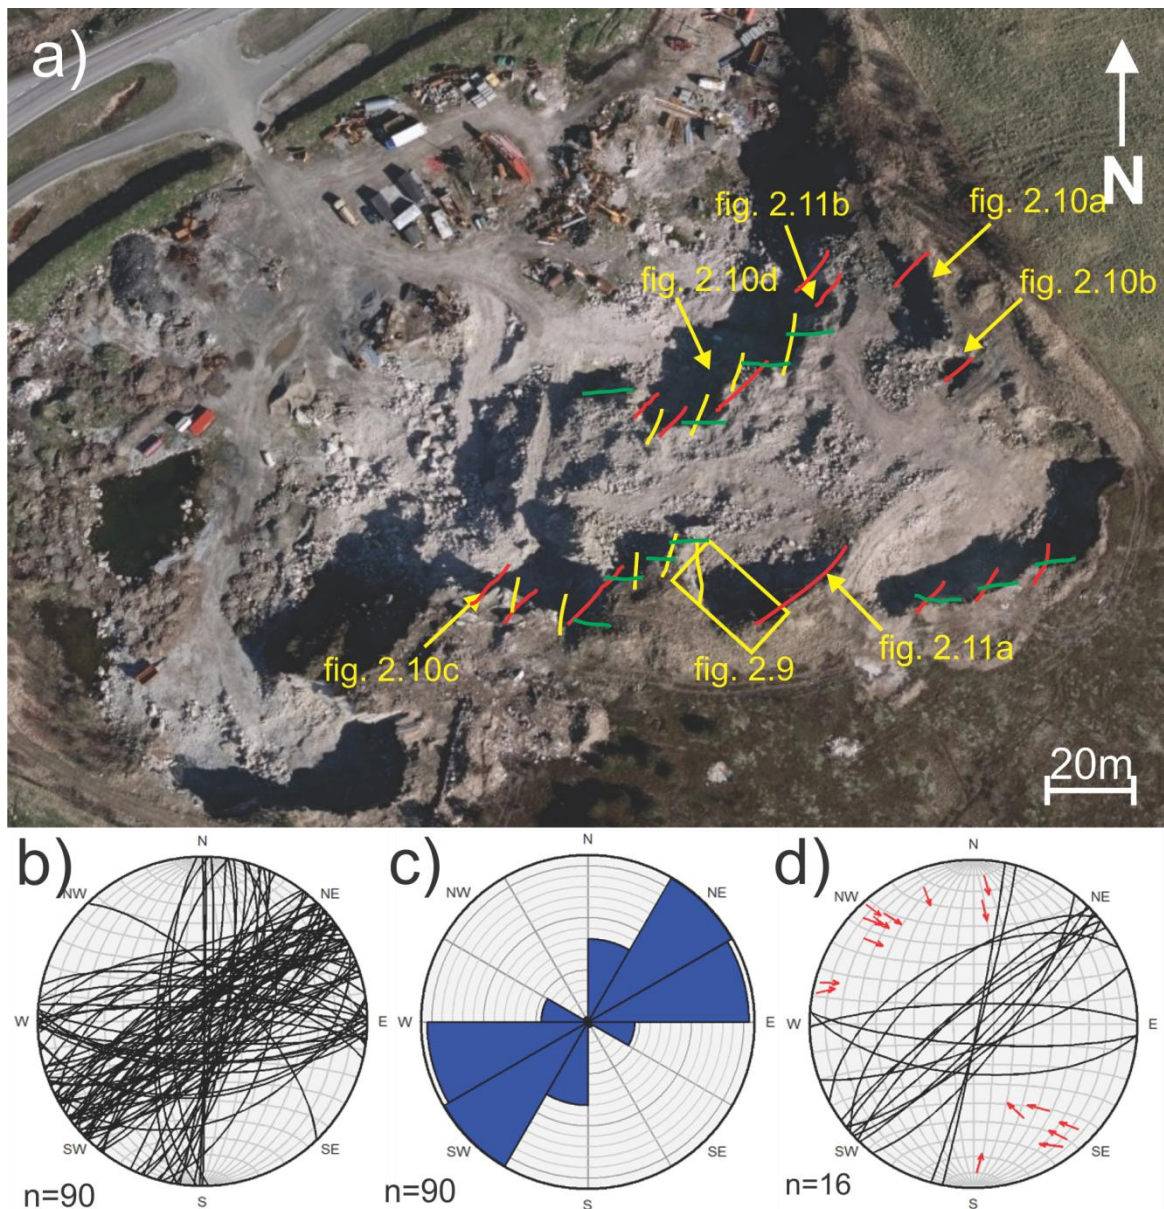 a)
N
fig. 2.11b
fig. 2.10a
fig. 2.10d
fig. 2.10b
fig. 2.10c
fig. 2.9
fig. 2.11a
20m
b)
N
NW
NE
W
E
SW
SE
S
n=90
c)
N
NW
NE
W
E
SW
SE
S
n=90
d)
N
NW
NE
W
E
SW
SE
S
n=16